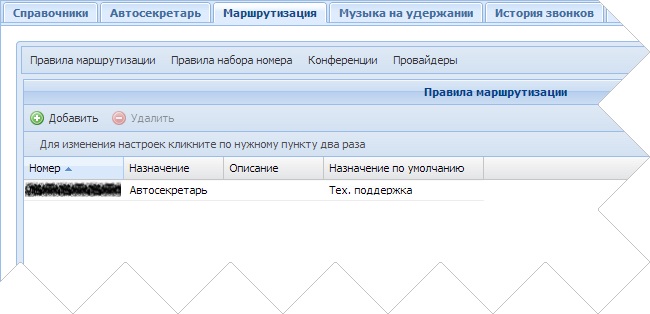 Справочники Автосекретарь Маршрутизация Музыка на удержании История звонков
Правила маршрутизации Правила набора номера Конференции Провайдеры
Правила маршрутизации
Добавить Удалить
Для изменения настроек кликните по нужному пункту два раза
Номер Назначение Описание Назначение по умолчанию
Автосекретарь Тех. поддержка